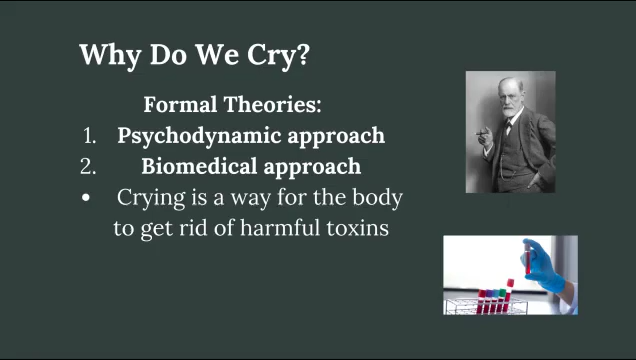 Why Do We Cry?
Formal Theories:
1. Psychodynamic approach
2. Biomedical approach
• Crying is a way for the body
to get rid of harmful toxins